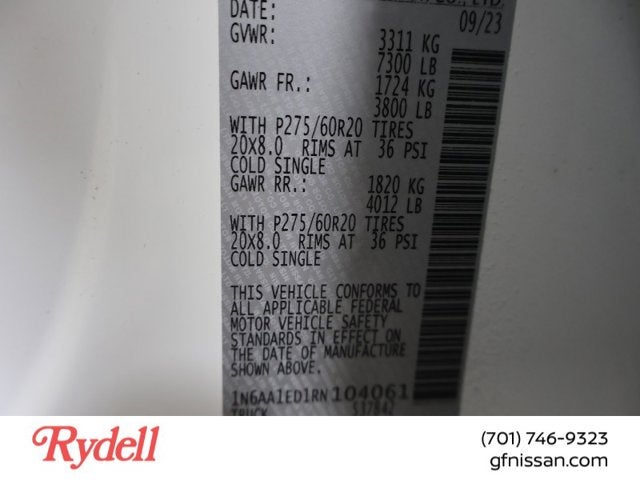 DATE: 09/23
GVWR: 3311 KG
7300 LB
GAWR FR.: 1724 KG
3800 LB
WITH P275/60R20 TIRES
20X8.0 RIMS AT 36 PSI
COLD SINGLE
GAWR RR.: 1820 KG
4012 LB
WITH P275/60R20 TIRES
20X8.0 RIMS AT 36 PSI
COLD SINGLE
THIS VEHICLE CONFORMS TO
ALL APPLICABLE FEDERAL
MOTOR VEHICLE SAFETY
STANDARDS IN EFFECT ON
THE DATE OF MANUFACTURE
SHOWN ABOVE.
1N6AA1ED1RN104061
TRUCK
Rydell
(701) 746-9323
gfnissan.com